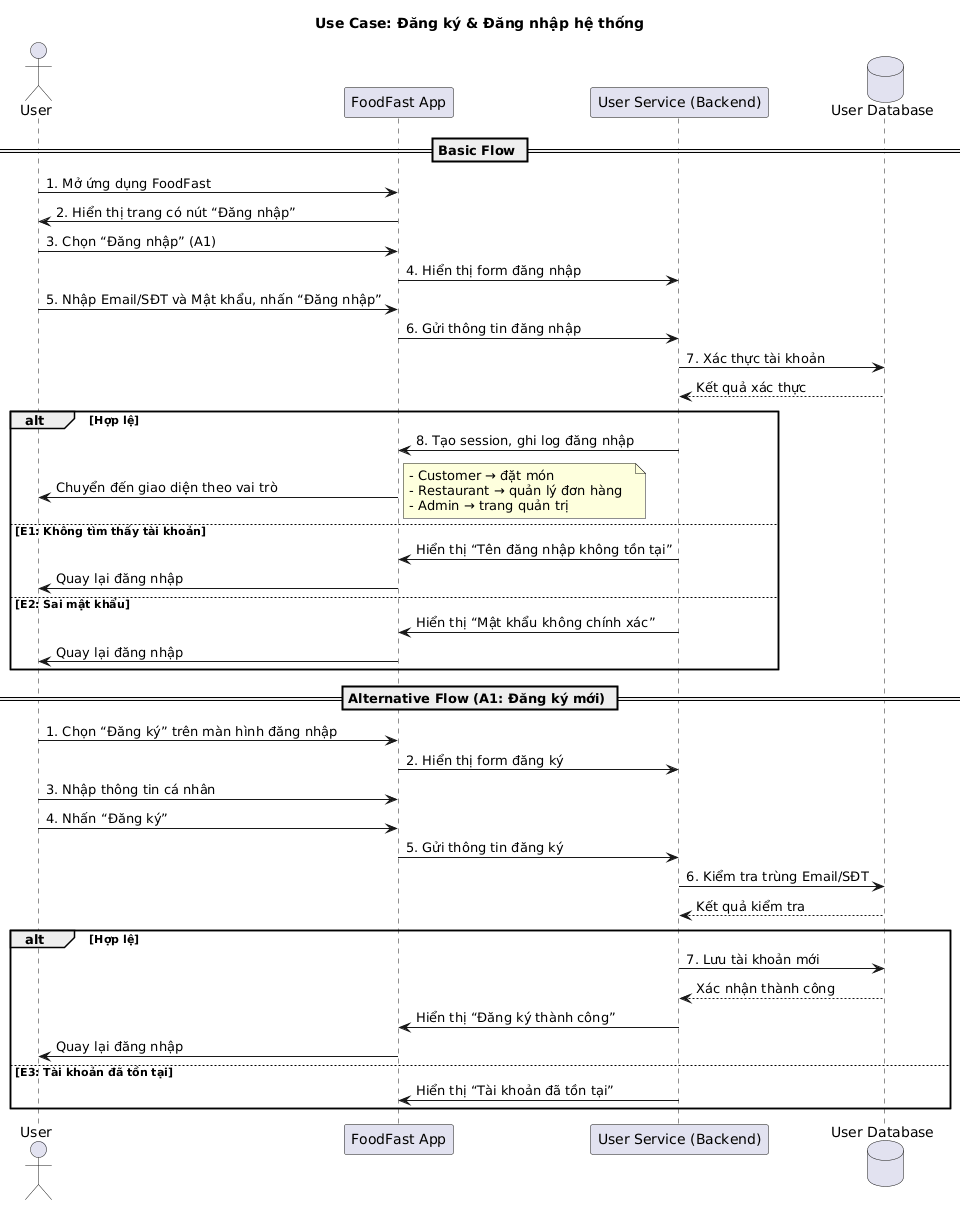 Use Case: Đăng ký & Đăng nhập hệ thống
User
FoodFast App
User Service (Backend)
User Database
Basic Flow
1. Mở ứng dụng FoodFast
2. Hiển thị trang có nút “Đăng nhập”
3. Chọn “Đăng nhập” (A1)
4. Hiển thị form đăng nhập
5. Nhập Email/SĐT và Mật khẩu, nhấn “Đăng nhập”
6. Gửi thông tin đăng nhập
7. Xác thực tài khoản
Kết quả xác thực
alt [Hợp lệ]
8. Tạo session, ghi log đăng nhập
Chuyển đến giao diện theo vai trò
- Customer → đặt món
- Restaurant → quản lý đơn hàng
- Admin → trang quản trị
[E1: Không tìm thấy tài khoản]
Hiển thị “Tên đăng nhập không tồn tại”
Quay lại đăng nhập
[E2: Sai mật khẩu]
Hiển thị “Mật khẩu không chính xác”
Quay lại đăng nhập
Alternative Flow (A1: Đăng ký mới)
1. Chọn “Đăng ký” trên màn hình đăng nhập
2. Hiển thị form đăng ký
3. Nhập thông tin cá nhân
4. Nhấn “Đăng ký”
5. Gửi thông tin đăng ký
6. Kiểm tra trùng Email/SĐT
Kết quả kiểm tra
alt [Hợp lệ]
7. Lưu tài khoản mới
Xác nhận thành công
Hiển thị “Đăng ký thành công”
Quay lại đăng nhập
[E3: Tài khoản đã tồn tại]
Hiển thị “Tài khoản đã tồn tại”
User
FoodFast App
User Service (Backend)
User Database